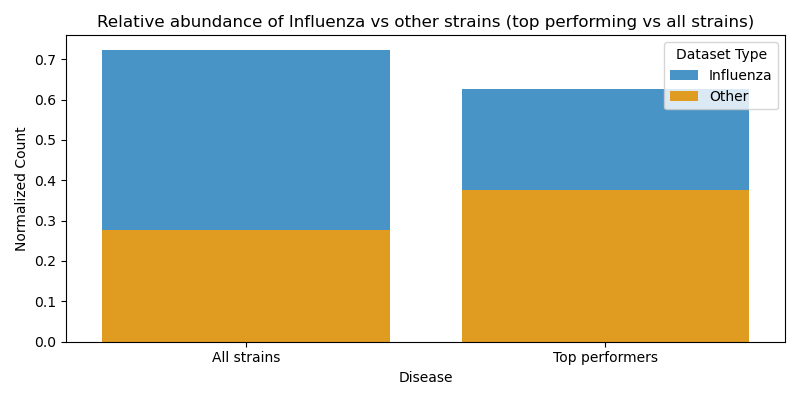 Relative abundance of Influenza vs other strains (top performing vs all strains)
Normalized Count
0.7
0.6
0.5
0.4
0.3
0.2
0.1
0.0
Dataset Type
Influenza
Other
All strains
Top performers
Disease